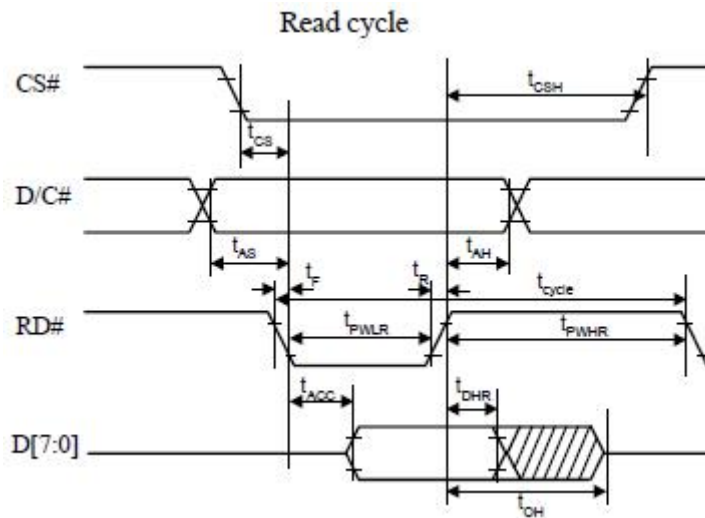 Read cycle
CS#
tCSH
tCS
D/C#
tAS
tAH
tF
tR
tcycle
RD#
tPWLR
tPWHR
tACC
tDHR
D[7:0]
tOH